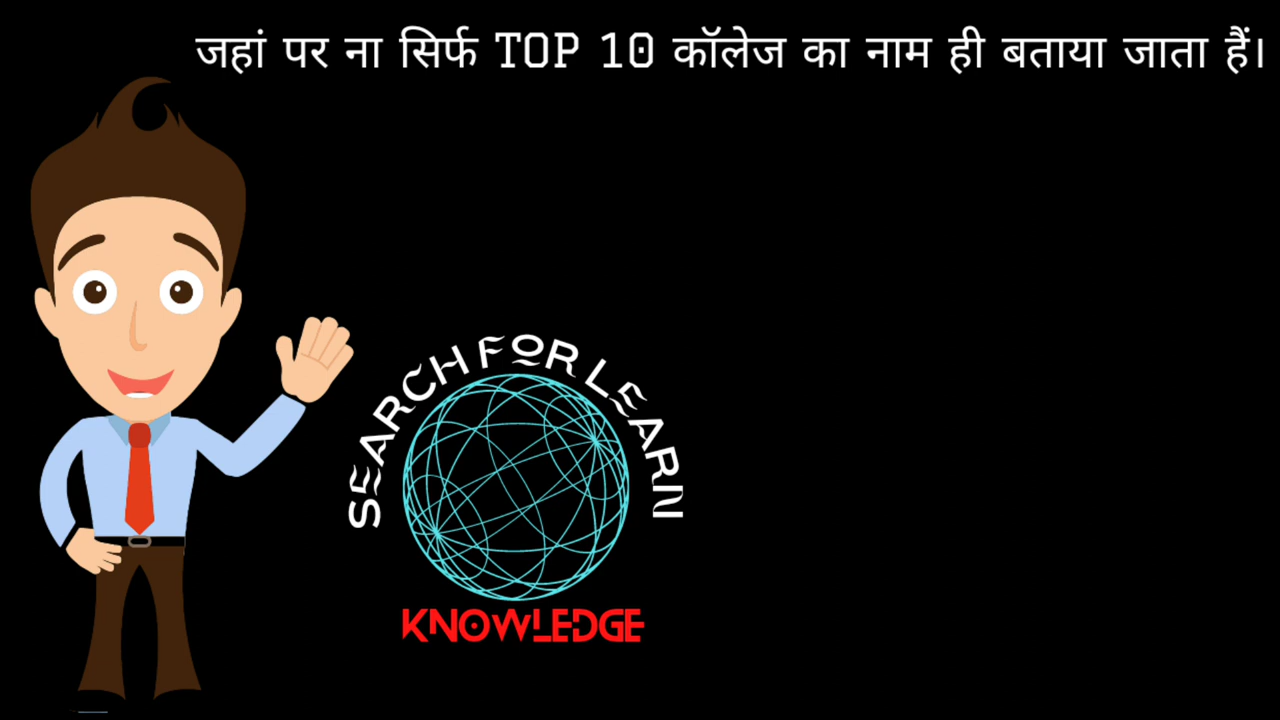 जहां पर ना सिर्फ TOP 10 कॉलेज का नाम ही बताया जाता हैं।
SEARCH FOR LEARN
KNOWLEDGE